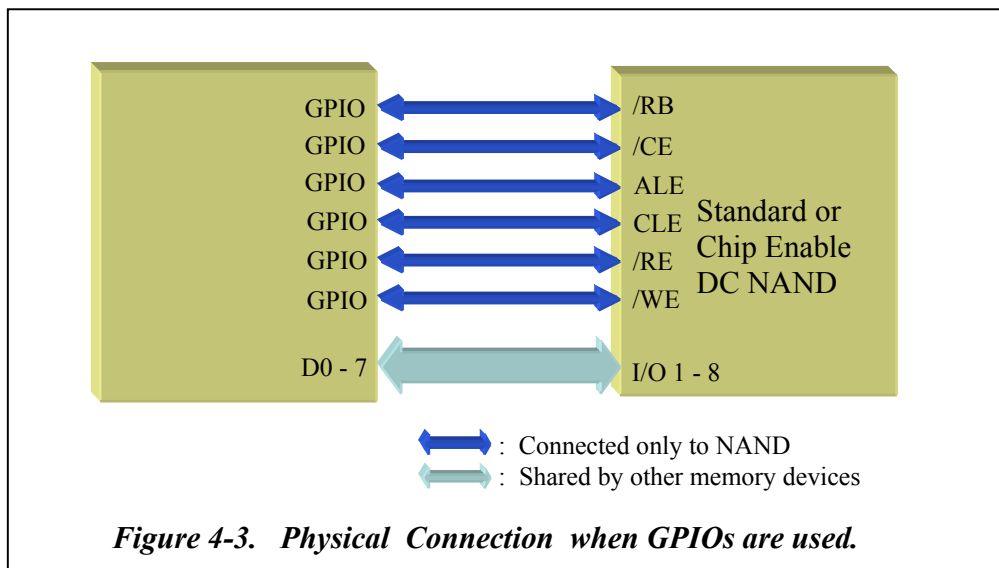 GPIO /RB
GPIO /CE
GPIO ALE
GPIO CLE
GPIO /RE
GPIO /WE
Standard or
Chip Enable
DC NAND
D0 - 7 I/O 1 - 8
: Connected only to NAND
: Shared by other memory devices
Figure 4-3. Physical Connection when GPIOs are used.